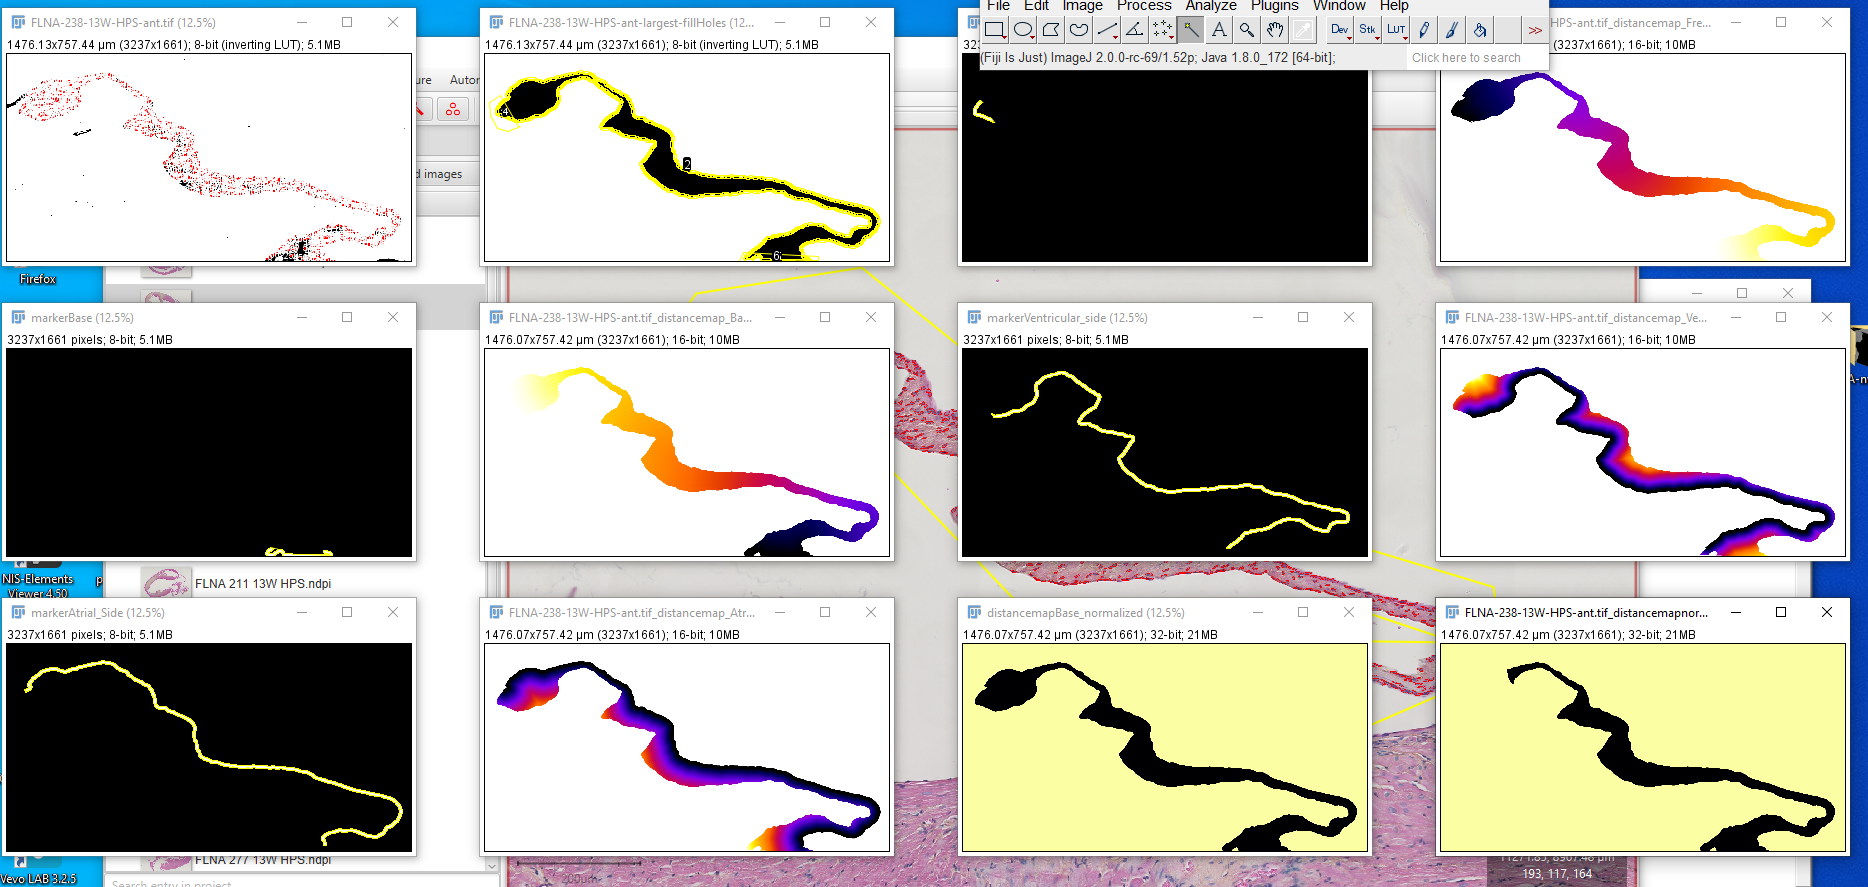 FLNA-238-13W-HPS-ant.tif (12.5%)
1476.13x757.44 µm (3237x1661); 8-bit (inverting LUT); 5.1MB
FLNA-238-13W-HPS-ant-largest-fillHoles (12...
1476.13x757.44 µm (3237x1661); 8-bit (inverting LUT); 5.1MB
4
2
6
File Edit Image Process Analyze Plugins Window Help
Dev Stk LUT >>
(Fiji Is Just) ImageJ 2.0.0-rc-69/1.52p; Java 1.8.0_172 [64-bit];
Click here to search
HPS-ant.tif_distancemap_Fre...
(3237x1661); 16-bit; 10MB
d images
Firefox
markerBase (12.5%)
3237x1661 pixels; 8-bit; 5.1MB
FLNA-238-13W-HPS-ant.tif_distancemap_Ba...
1476.07x757.42 µm (3237x1661); 16-bit; 10MB
markerVentricular_side (12.5%)
3237x1661 pixels; 8-bit; 5.1MB
FLNA-238-13W-HPS-ant.tif_distancemap_Ve...
1476.07x757.42 µm (3237x1661); 16-bit; 10MB
NIS-Elements
Viewer 4.50
FLNA 211 13W HPS.ndpi
markerAtrial_Side (12.5%)
3237x1661 pixels; 8-bit; 5.1MB
FLNA-238-13W-HPS-ant.tif_distancemap_Atr...
1476.07x757.42 µm (3237x1661); 16-bit; 10MB
distancemapBase_normalized (12.5%)
1476.07x757.42 µm (3237x1661); 32-bit; 21MB
FLNA-238-13W-HPS-ant.tif_distancemapnor...
1476.07x757.42 µm (3237x1661); 32-bit; 21MB
FLNA 277 13W HPS.ndpi
Vevo LAB 3.2.5
Search entry in project
200µm
193, 117, 164